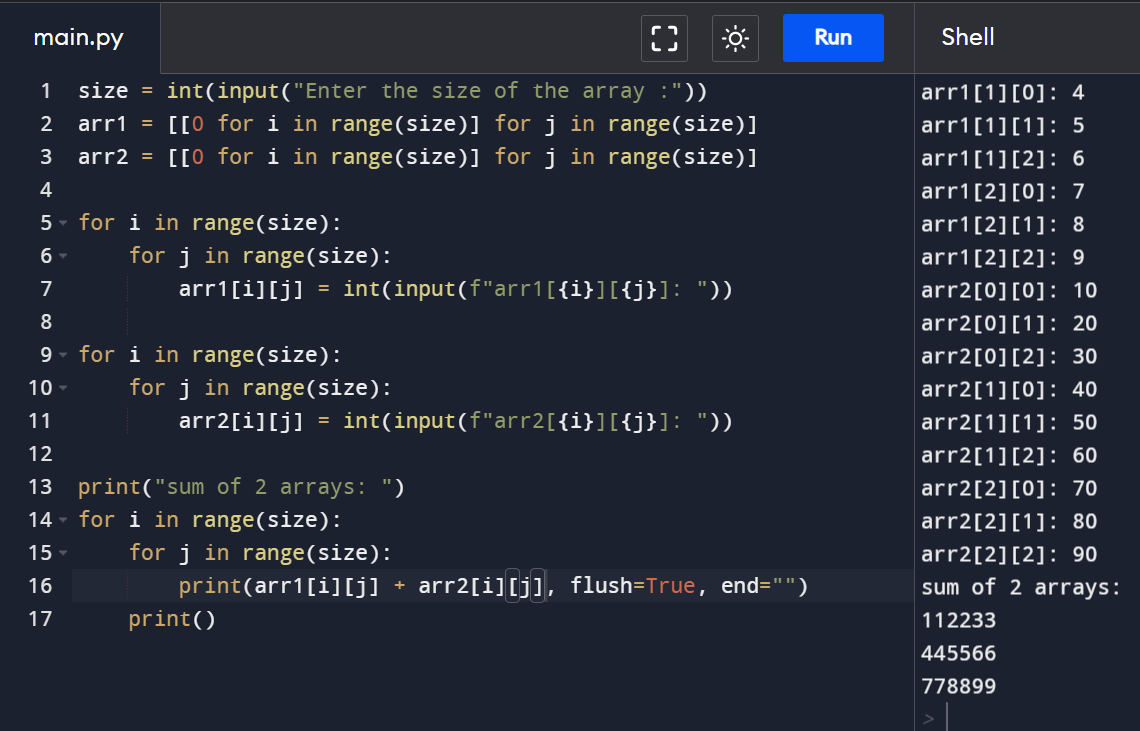 main.py
Run
Shell
1 size = int(input("Enter the size of the array :"))
2 arr1 = [[0 for i in range(size)] for j in range(size)]
3 arr2 = [[0 for i in range(size)] for j in range(size)]
4
5 for i in range(size):
6     for j in range(size):
7         arr1[i][j] = int(input(f"arr1[{i}][{j}]: "))
8
9 for i in range(size):
10     for j in range(size):
11         arr2[i][j] = int(input(f"arr2[{i}][{j}]: "))
12
13 print("sum of 2 arrays: ")
14 for i in range(size):
15     for j in range(size):
16         print(arr1[i][j] + arr2[i][j], flush=True, end="")
17     print()
arr1[1][0]: 4
arr1[1][1]: 5
arr1[1][2]: 6
arr1[2][0]: 7
arr1[2][1]: 8
arr1[2][2]: 9
arr2[0][0]: 10
arr2[0][1]: 20
arr2[0][2]: 30
arr2[1][0]: 40
arr2[1][1]: 50
arr2[1][2]: 60
arr2[2][0]: 70
arr2[2][1]: 80
arr2[2][2]: 90
sum of 2 arrays:
112233
445566
778899
>